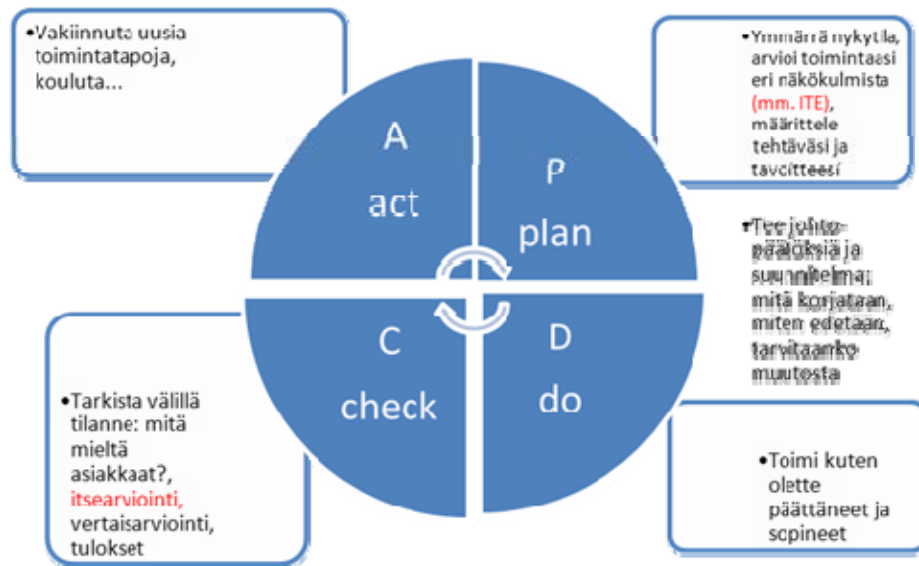 •Vakiinnuta uusia
toimintatapoja,
kouluta...
A
act
P
plan
•Ymmärrä nykytila,
arvioi toimintaasi
eri näkökulmista
(mm. ITE),
määrittele
tehtäväsi ja
tavoitteesi
•Tee johto-
päätöksiä ja
suunnitelma:
mitä korjataan,
miten edetään,
tarvitaanko
muutosta
C
check
D
do
•Tarkista välillä
tilanne: mitä
mieltä
asiakkaat?,
itsearviointi,
vertaisarviointi,
tulokset
•Toimi kuten
olette
päättäneet ja
sopineet